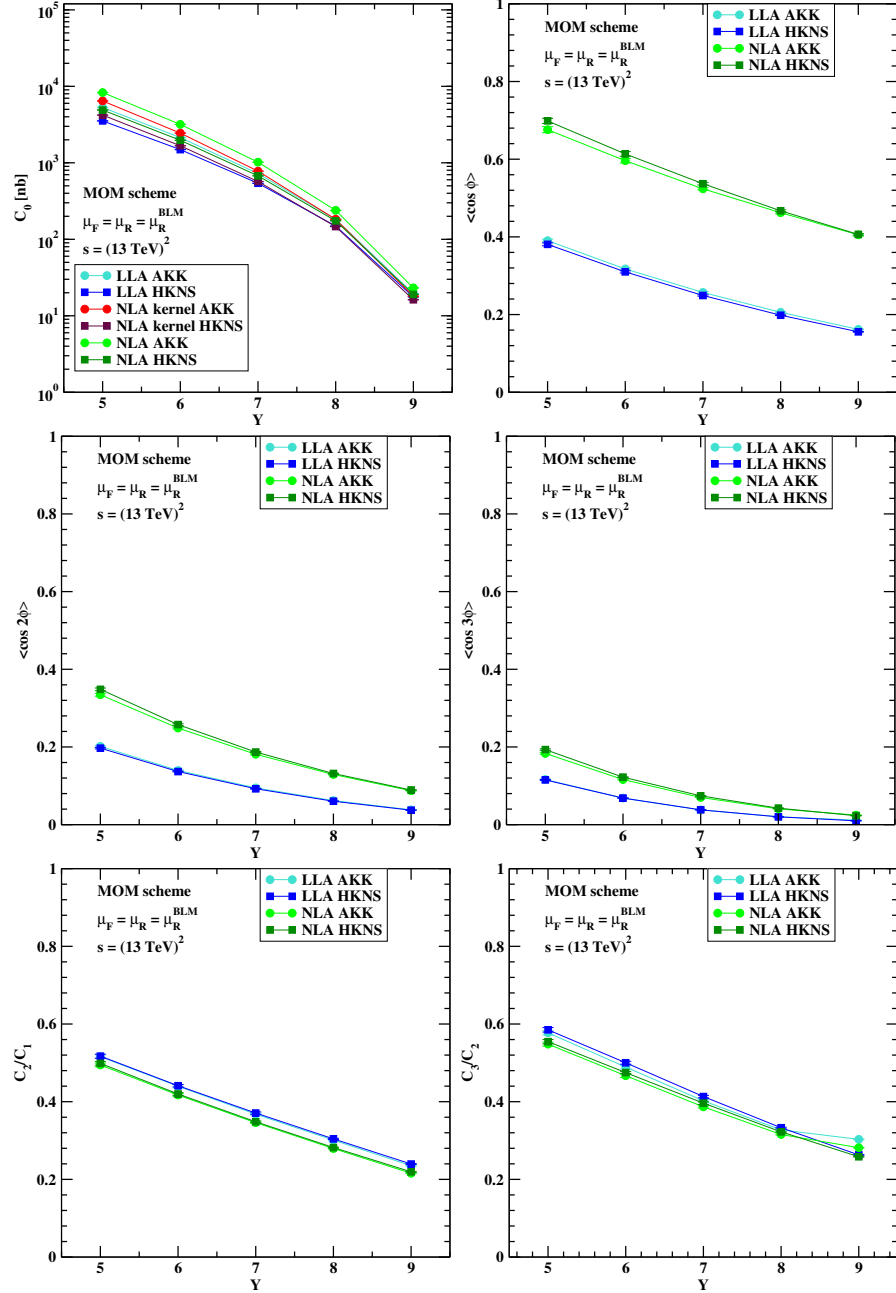 10^5
10^4
10^3
10^2
10^1
10^0
C_0 [nb]
MOM scheme
μ_F = μ_R = μ_R^BLM
s = (13 TeV)^2
LLA AKK
LLA HKNS
NLA kernel AKK
NLA kernel HKNS
NLA AKK
NLA HKNS
5 6 7 8 9
Y
1
0.8
0.6
0.4
0.2
0
<cos ϕ>
MOM scheme
μ_F = μ_R = μ_R^BLM
s = (13 TeV)^2
LLA AKK
LLA HKNS
NLA AKK
NLA HKNS
5 6 7 8 9
Y
1
0.8
0.6
0.4
0.2
0
<cos 2ϕ>
MOM scheme
μ_F = μ_R = μ_R^BLM
s = (13 TeV)^2
LLA AKK
LLA HKNS
NLA AKK
NLA HKNS
5 6 7 8 9
Y
1
0.8
0.6
0.4
0.2
0
<cos 3ϕ>
MOM scheme
μ_F = μ_R = μ_R^BLM
s = (13 TeV)^2
LLA AKK
LLA HKNS
NLA AKK
NLA HKNS
5 6 7 8 9
Y
1
0.8
0.6
0.4
0.2
0
C_2/C_1
MOM scheme
μ_F = μ_R = μ_R^BLM
s = (13 TeV)^2
LLA AKK
LLA HKNS
NLA AKK
NLA HKNS
5 6 7 8 9
Y
1
0.8
0.6
0.4
0.2
0
C_3/C_2
MOM scheme
μ_F = μ_R = μ_R^BLM
s = (13 TeV)^2
LLA AKK
LLA HKNS
NLA AKK
NLA HKNS
5 6 7 8 9
Y